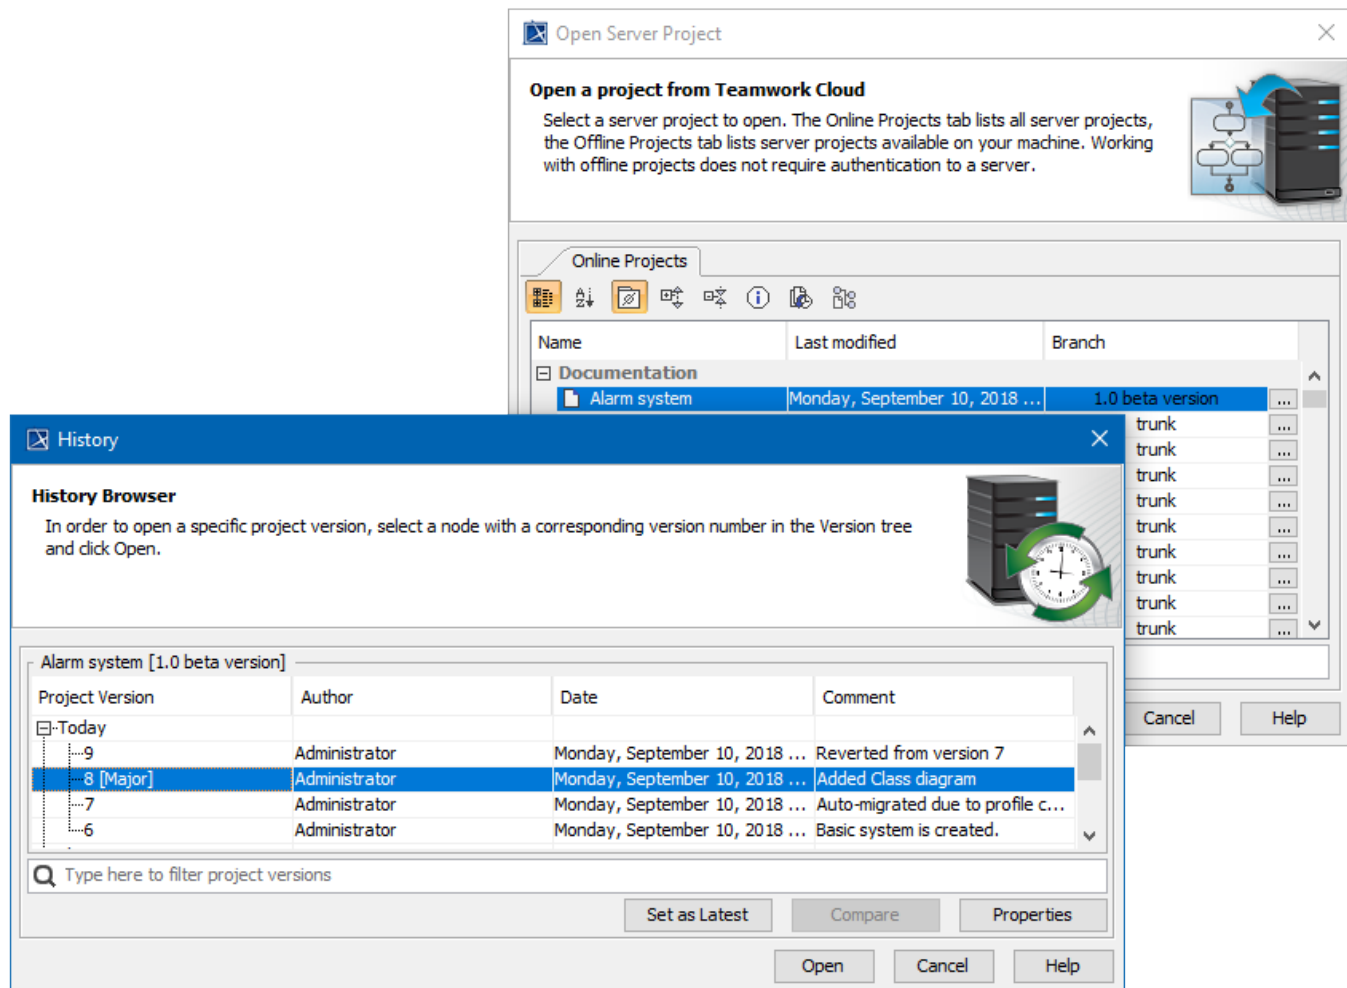 Open Server Project
Open a project from Teamwork Cloud
Select a server project to open. The Online Projects tab lists all server projects,
the Offline Projects tab lists server projects available on your machine. Working
with offline projects does not require authentication to a server.
Online Projects
Name Last modified Branch
Documentation
Alarm system Monday, September 10, 2018 ... 1.0 beta version ...
trunk ...
trunk ...
trunk ...
trunk ...
trunk ...
trunk ...
trunk ...
trunk ...
trunk ...
Cancel Help
History
History Browser
In order to open a specific project version, select a node with a corresponding version number in the Version tree
and click Open.
Alarm system [1.0 beta version]
Project Version Author Date Comment
Today
9 Administrator Monday, September 10, 2018 ... Reverted from version 7
8 [Major] Administrator Monday, September 10, 2018 ... Added Class diagram
7 Administrator Monday, September 10, 2018 ... Auto-migrated due to profile c...
6 Administrator Monday, September 10, 2018 ... Basic system is created.
Type here to filter project versions
Set as Latest Compare Properties
Open Cancel Help